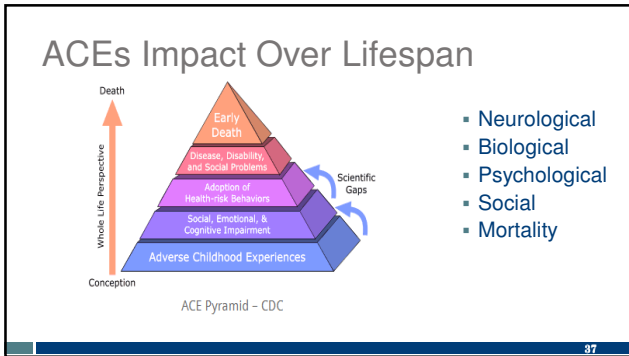 ACEs Impact Over Lifespan
Death
Whole Life Perspective
Conception
Early
Death
Disease, Disability,
and Social Problems
Adoption of
Health-risk Behaviors
Social, Emotional, &
Cognitive Impairment
Adverse Childhood Experiences
Scientific
Gaps
ACE Pyramid – CDC
▪ Neurological
▪ Biological
▪ Psychological
▪ Social
▪ Mortality
37